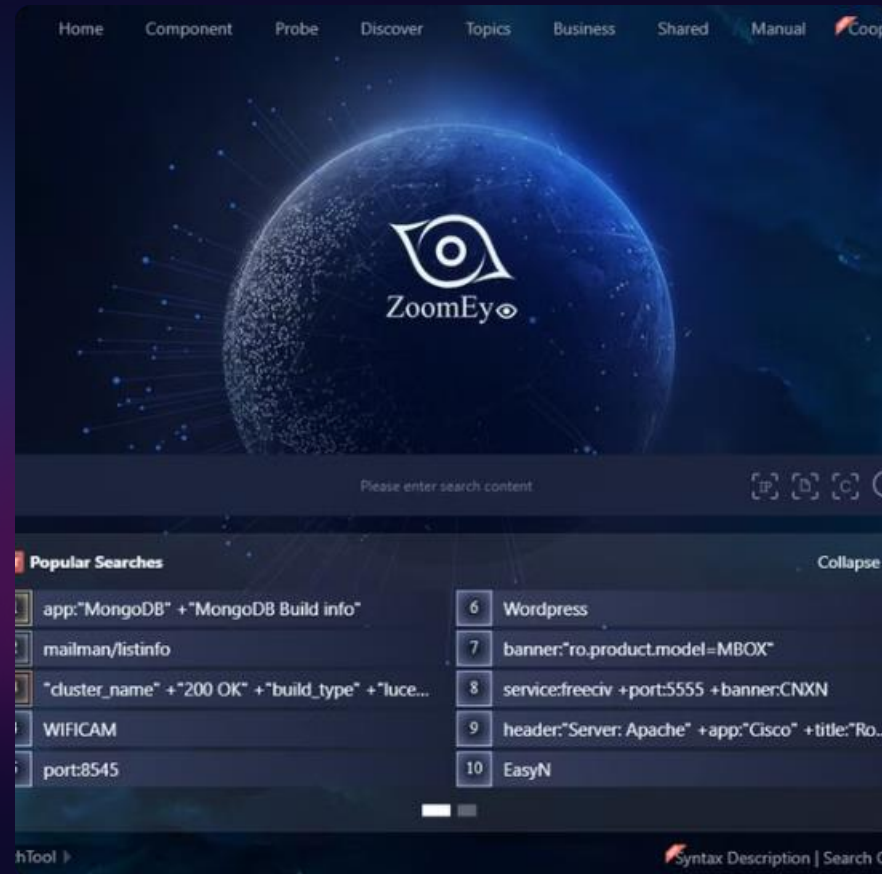 Home Component Probe Discover Topics Business Shared Manual Coop
ZoomEye
Please enter search content
IP D C
Popular Searches
Collapse
app:"MongoDB" +"MongoDB Build info"
mailman/listinfo
"cluster_name" +"200 OK" +"build_type" +"luce...
WIFICAM
port:8545
6 Wordpress
7 banner:"ro.product.model=MBOX"
8 service:freeciv +port:5555 +banner:CNXN
9 header:"Server: Apache" +app:"Cisco" +title:"Ro..
10 EasyN
hTool
Syntax Description | Search